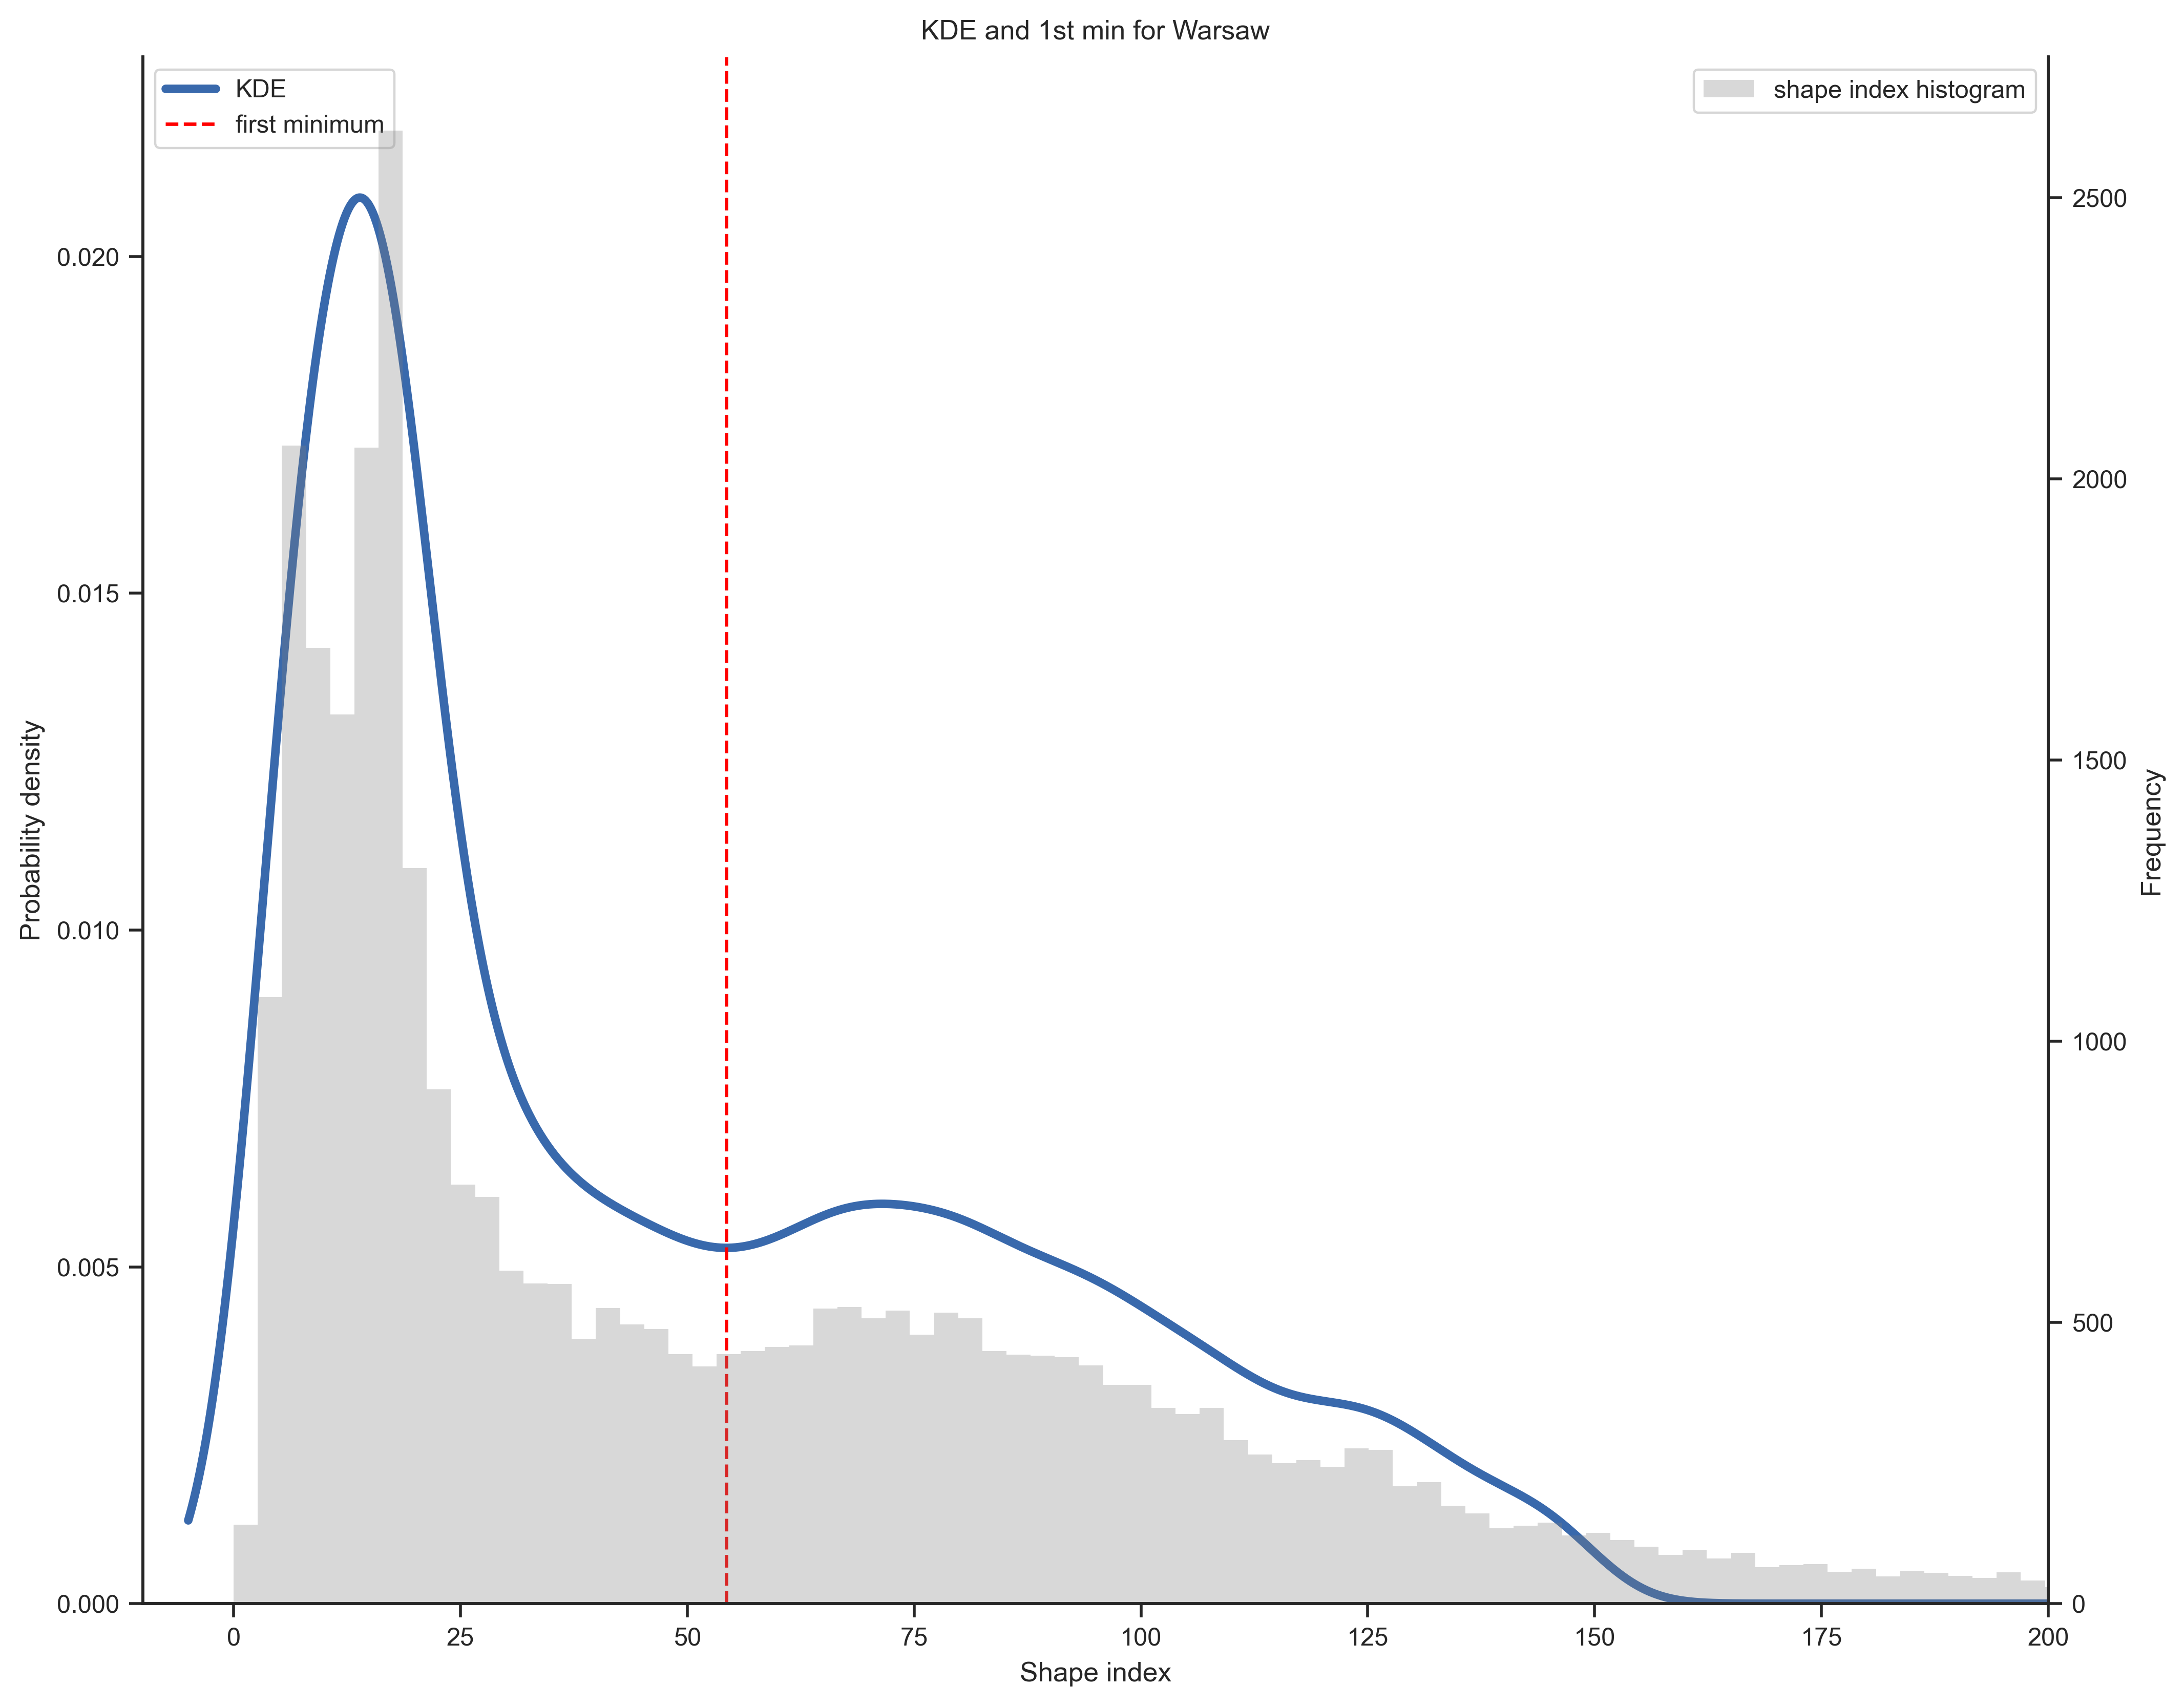 KDE and 1st min for Warsaw
KDE
first minimum
shape index histogram
0.020
0.015
0.010
0.005
0.000
Probability density
2500
2000
1500
1000
500
0
Frequency
0 25 50 75 100 125 150 175 200
Shape index